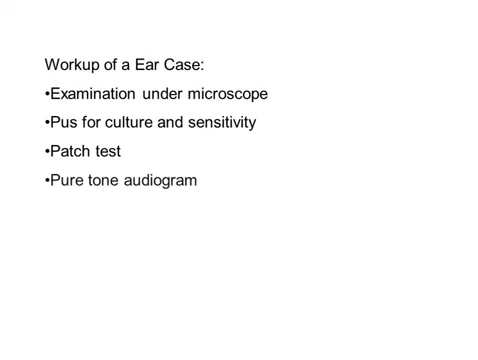 Workup of a Ear Case:
•Examination under microscope
•Pus for culture and sensitivity
•Patch test
•Pure tone audiogram